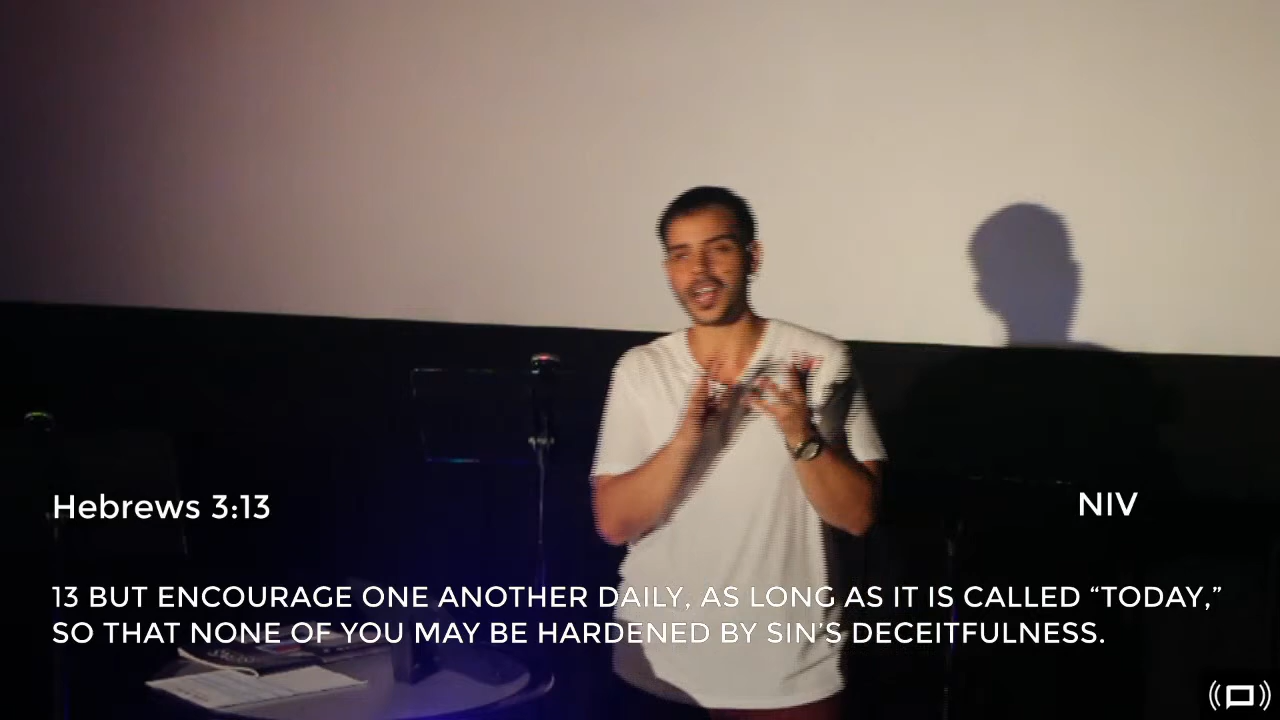 Hebrews 3:13
NIV
13 BUT ENCOURAGE ONE ANOTHER DAILY, AS LONG AS IT IS CALLED “TODAY,”
SO THAT NONE OF YOU MAY BE HARDENED BY SIN’S DECEITFULNESS.